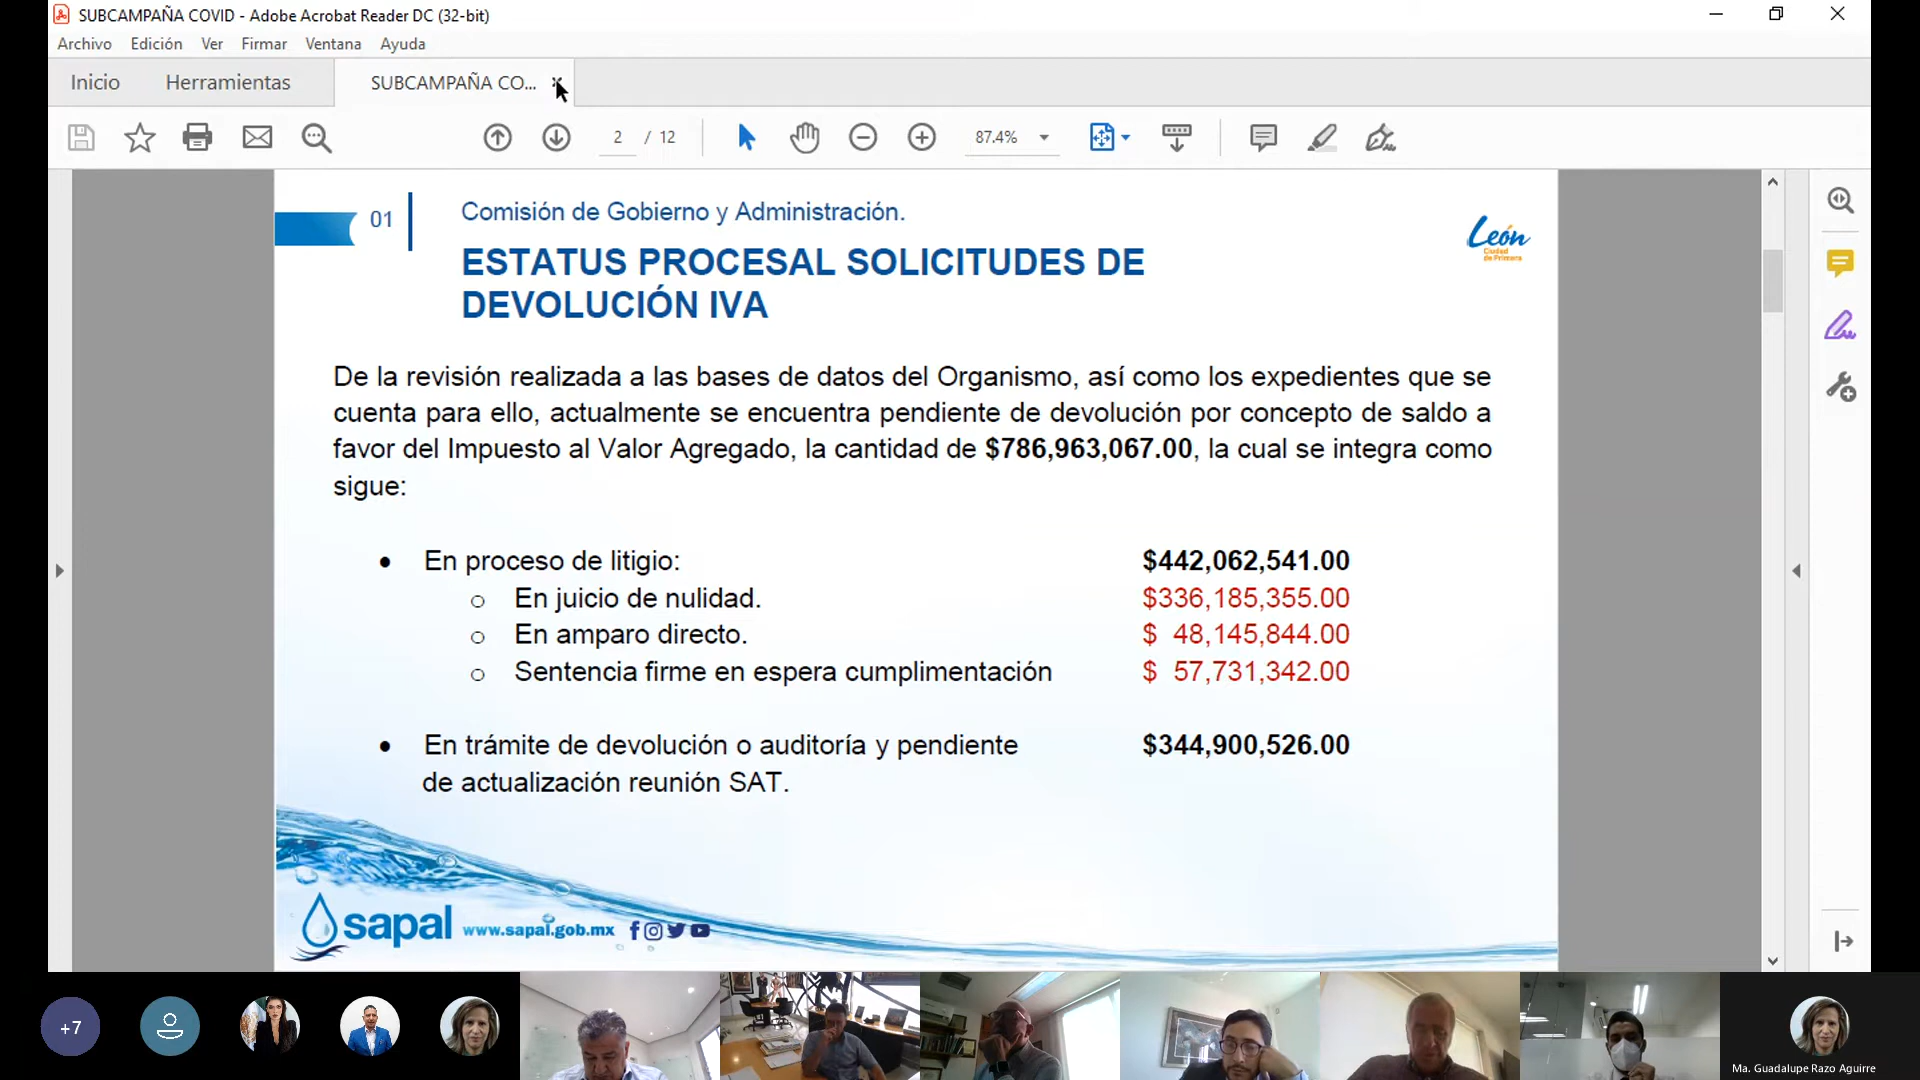 SUBCAMPAÑA COVID - Adobe Acrobat Reader DC (32-bit)
Archivo Edición Ver Firmar Ventana Ayuda
Inicio Herramientas SUBCAMPAÑA CO...
2 / 12 87.4%
01
Comisión de Gobierno y Administración.
ESTATUS PROCESAL SOLICITUDES DE
DEVOLUCIÓN IVA
León
Ciudad
de Primera
De la revisión realizada a las bases de datos del Organismo, así como los expedientes que se
cuenta para ello, actualmente se encuentra pendiente de devolución por concepto de saldo a
favor del Impuesto al Valor Agregado, la cantidad de $786,963,067.00, la cual se integra como
sigue:
• En proceso de litigio: $442,062,541.00
o En juicio de nulidad. $336,185,355.00
o En amparo directo. $ 48,145,844.00
o Sentencia firme en espera cumplimentación $ 57,731,342.00
• En trámite de devolución o auditoría y pendiente $344,900,526.00
de actualización reunión SAT.
sapal www.sapal.gob.mx
+7
Ma. Guadalupe Razo Aguirre